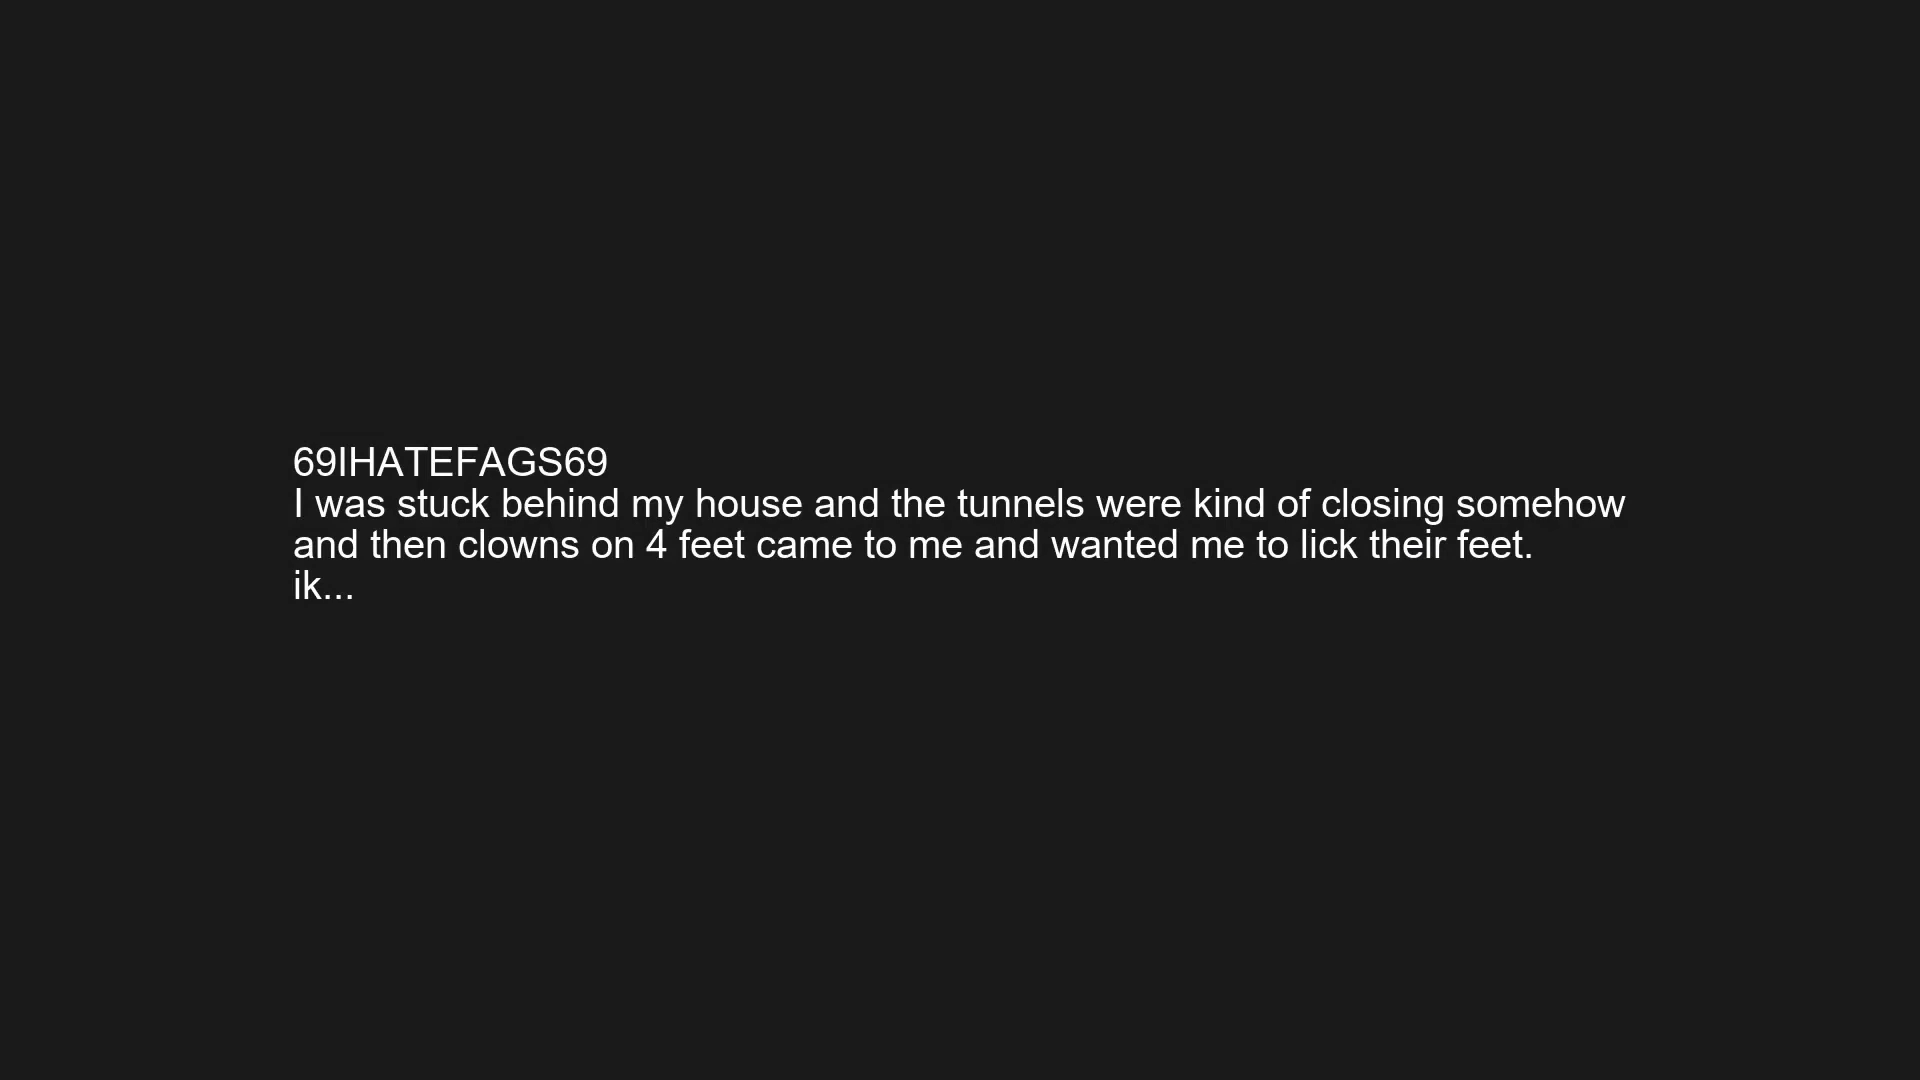 69IHATEFAGS69
I was stuck behind my house and the tunnels were kind of closing somehow
and then clowns on 4 feet came to me and wanted me to lick their feet.
ik...